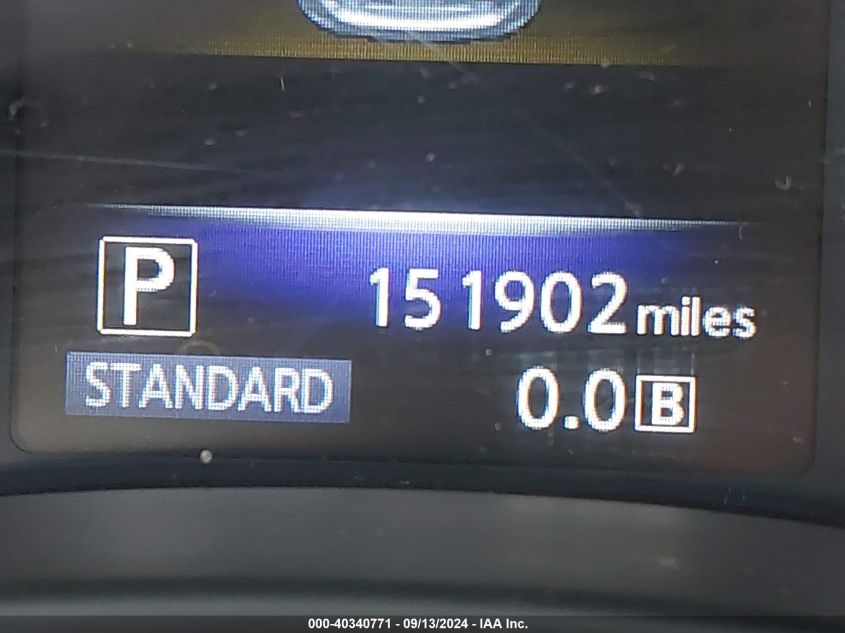 P
151902 miles
STANDARD
0.0 B
000-40340771 - 09/13/2024 - IAA Inc.